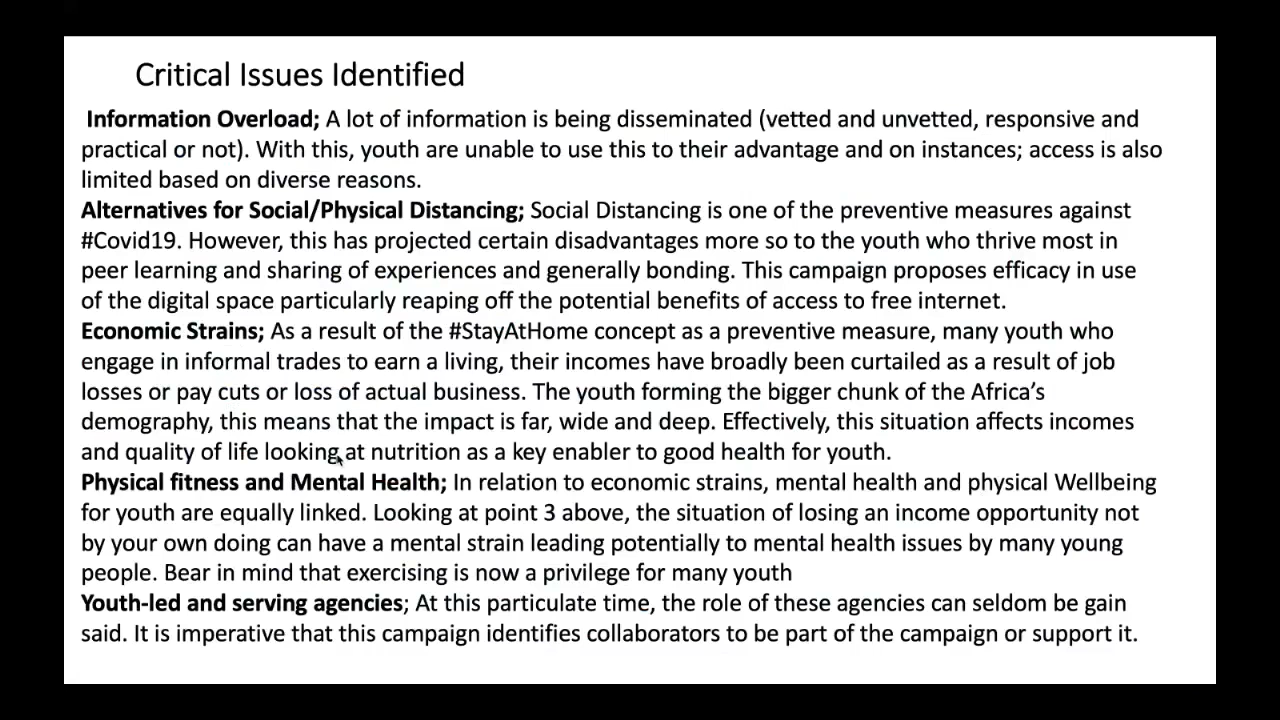 Critical Issues Identified
Information Overload; A lot of information is being disseminated (vetted and unvetted, responsive and
practical or not). With this, youth are unable to use this to their advantage and on instances; access is also
limited based on diverse reasons.
Alternatives for Social/Physical Distancing; Social Distancing is one of the preventive measures against
#Covid19. However, this has projected certain disadvantages more so to the youth who thrive most in
peer learning and sharing of experiences and generally bonding. This campaign proposes efficacy in use
of the digital space particularly reaping off the potential benefits of access to free internet.
Economic Strains; As a result of the #StayAtHome concept as a preventive measure, many youth who
engage in informal trades to earn a living, their incomes have broadly been curtailed as a result of job
losses or pay cuts or loss of actual business. The youth forming the bigger chunk of the Africa’s
demography, this means that the impact is far, wide and deep. Effectively, this situation affects incomes
and quality of life looking at nutrition as a key enabler to good health for youth.
Physical fitness and Mental Health; In relation to economic strains, mental health and physical Wellbeing
for youth are equally linked. Looking at point 3 above, the situation of losing an income opportunity not
by your own doing can have a mental strain leading potentially to mental health issues by many young
people. Bear in mind that exercising is now a privilege for many youth
Youth-led and serving agencies; At this particulate time, the role of these agencies can seldom be gain
said. It is imperative that this campaign identifies collaborators to be part of the campaign or support it.